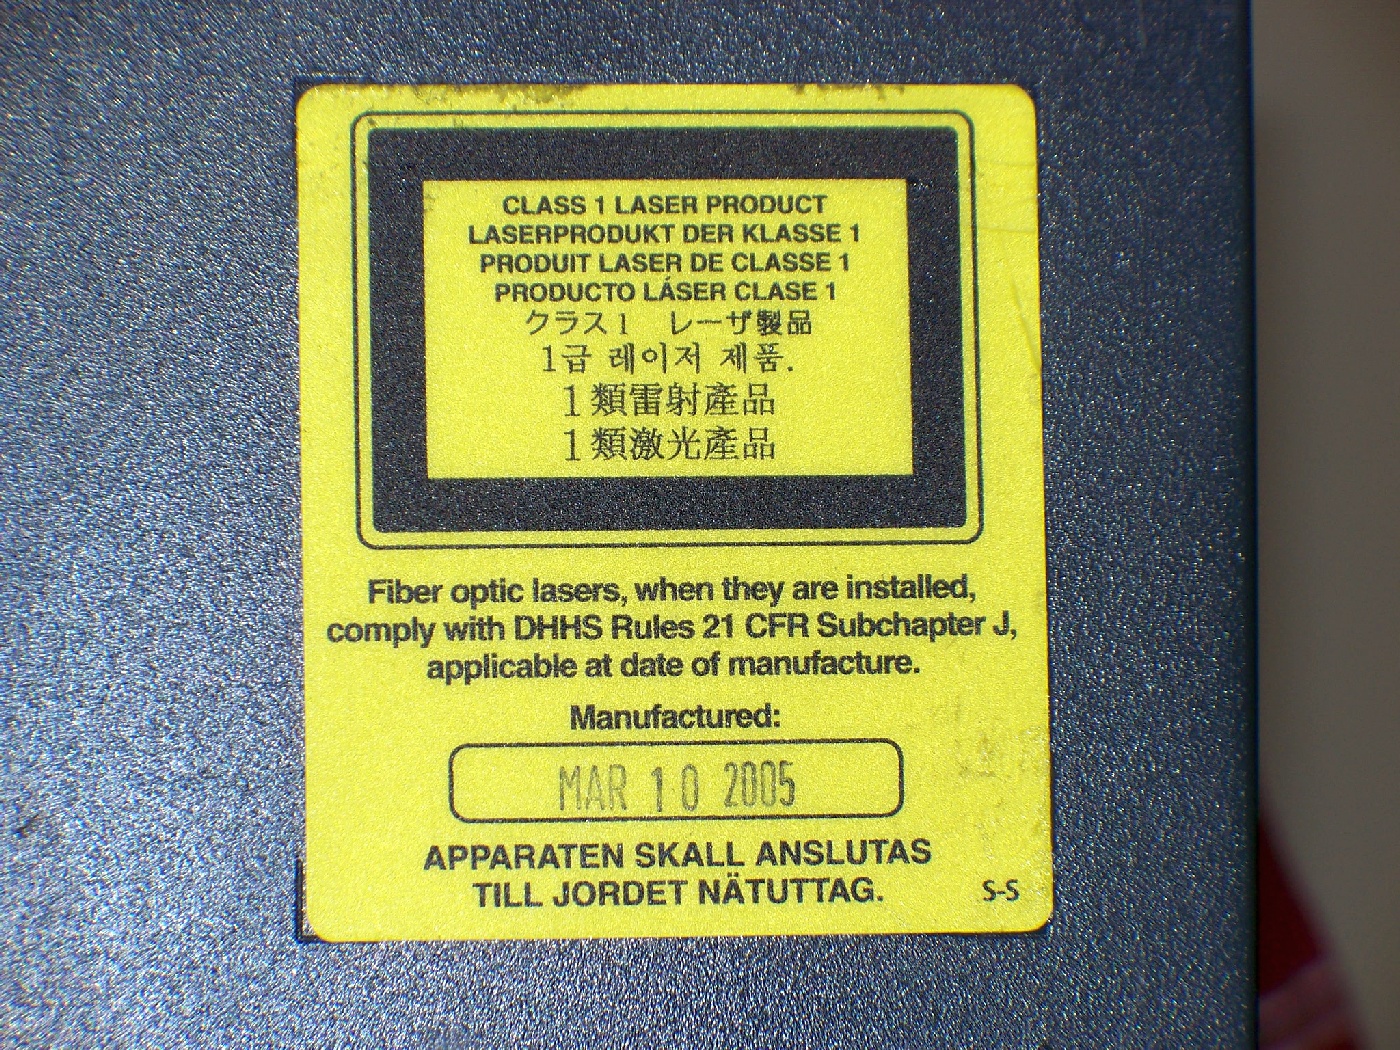 CLASS 1 LASER PRODUCT
LASERPRODUKT DER KLASSE 1
PRODUIT LASER DE CLASSE 1
PRODUCTO LÁSER CLASE 1
クラス1 レーザ製品
1급 레이저 제품.
1類雷射產品
1類激光產品
Fiber optic lasers, when they are installed,
comply with DHHS Rules 21 CFR Subchapter J,
applicable at date of manufacture.
Manufactured:
MAR 10 2005
APPARATEN SKALL ANSLUTAS
TILL JORDET NÄTUTTAG.
S-S